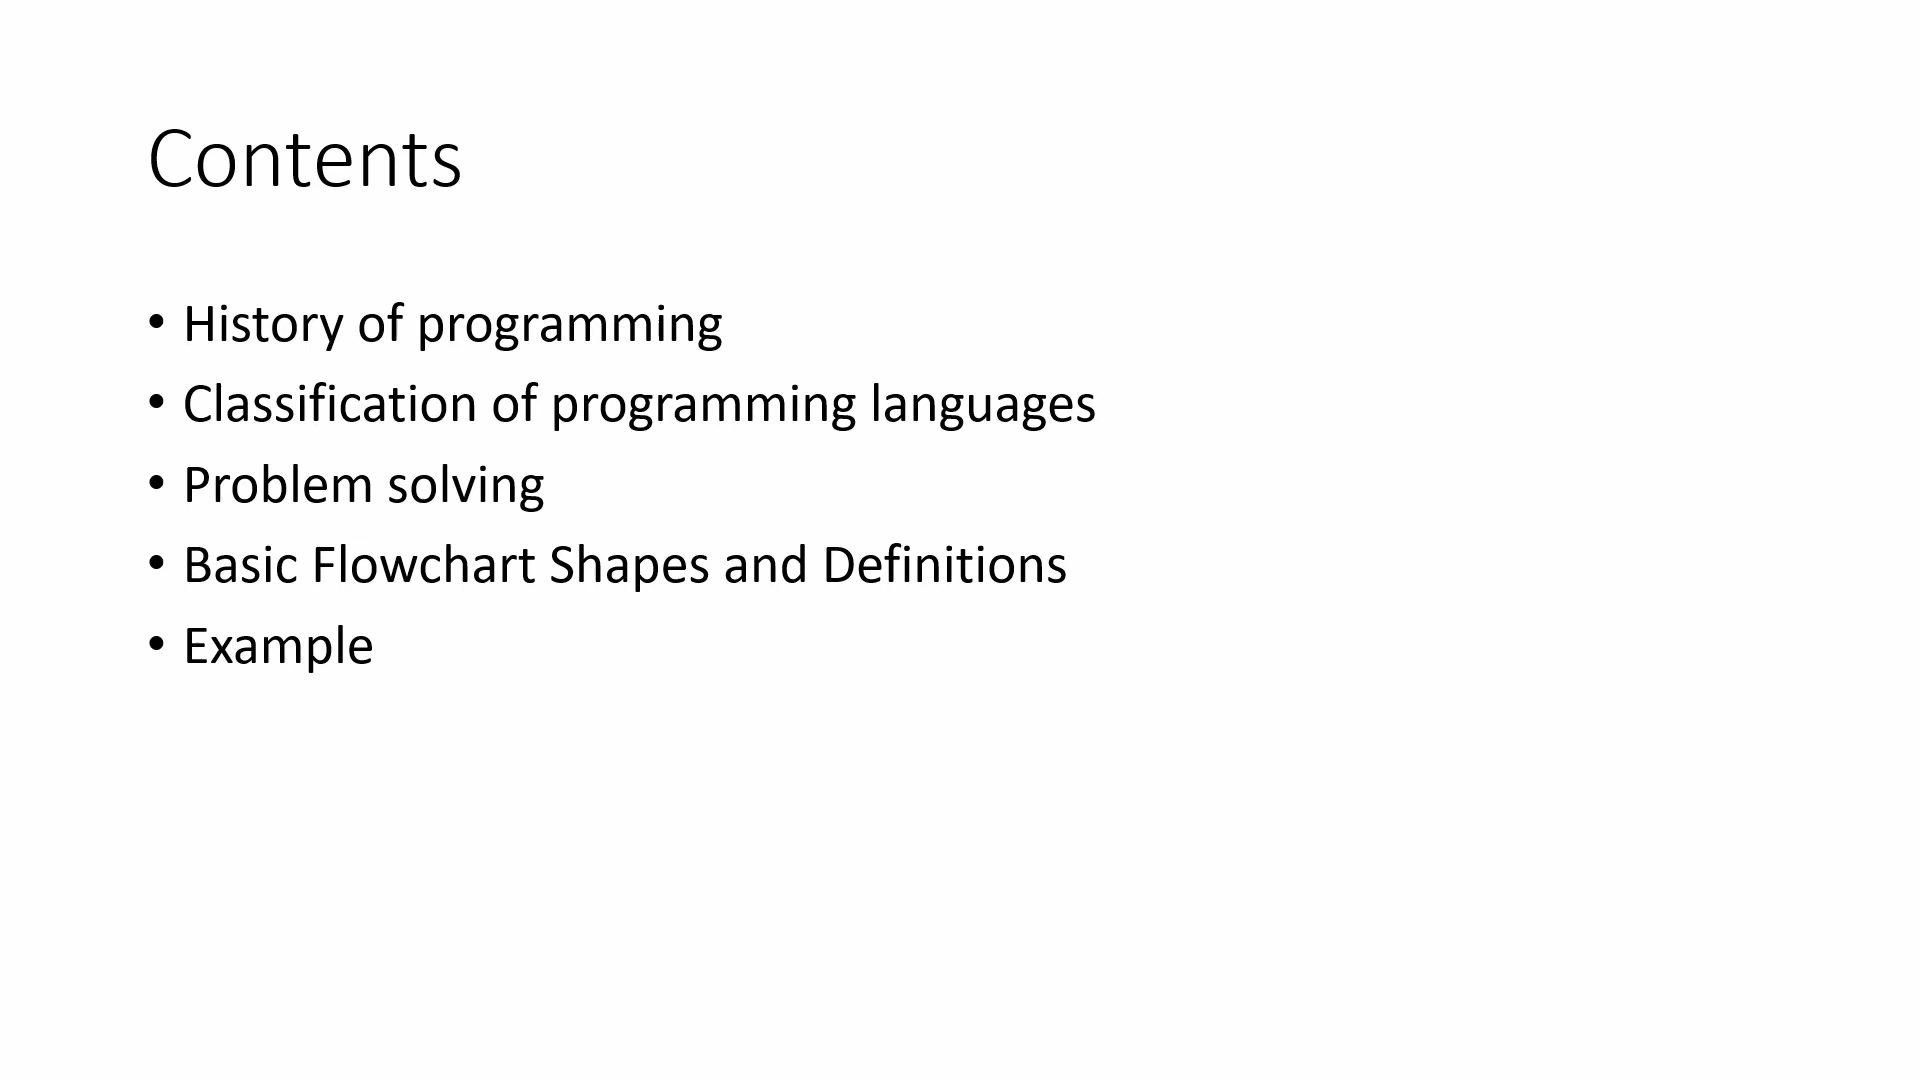 Contents
• History of programming
• Classification of programming languages
• Problem solving
• Basic Flowchart Shapes and Definitions
• Example